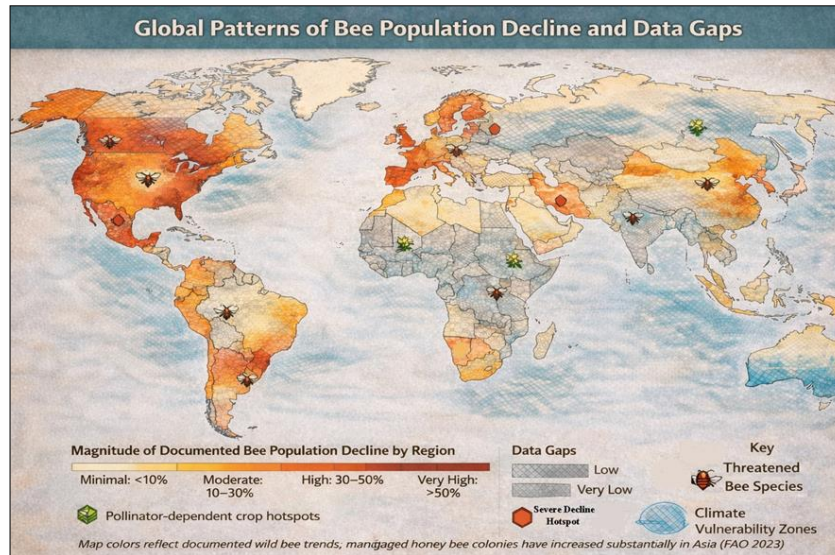 Global Patterns of Bee Population Decline and Data Gaps
Magnitude of Documented Bee Population Decline by Region
Minimal: <10%
Moderate:
10–30%
High: 30–50%
Very High:
>50%
Pollinator-dependent crop hotspots
Data Gaps
Low
Very Low
Severe Decline
Hotspot
Key
Threatened
Bee Species
Climate
Vulnerability Zones
Map colors reflect documented wild bee trends, managed honey bee colonies have increased substantially in Asia (FAO 2023)